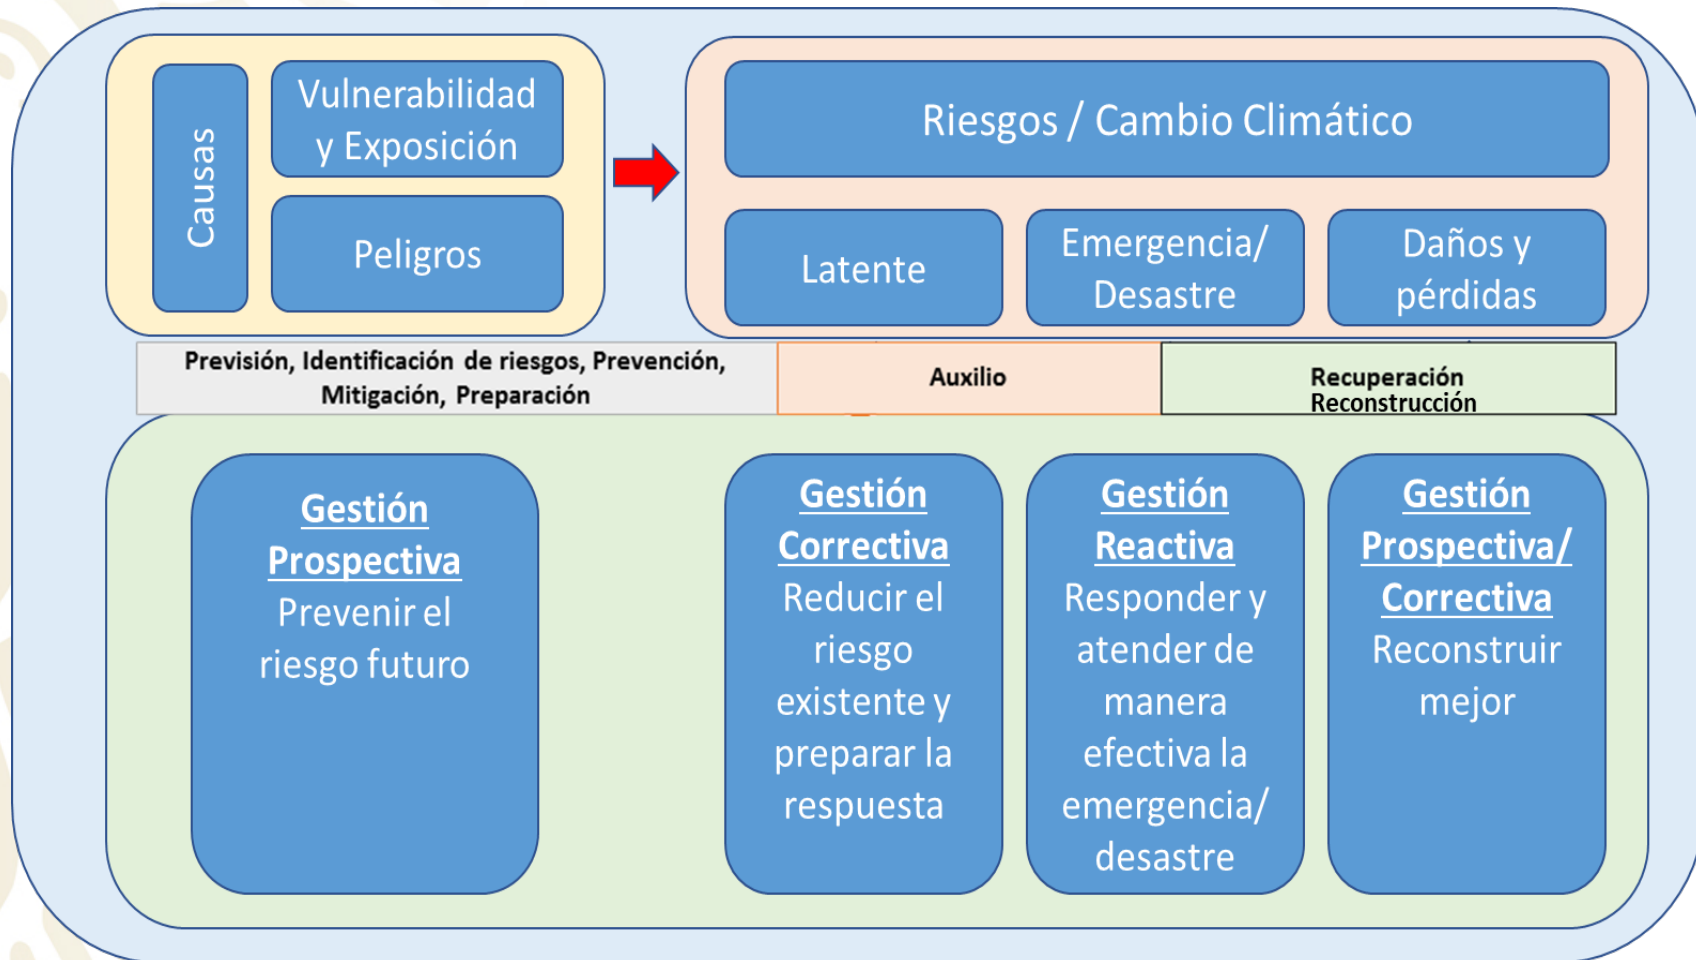 Causas
Vulnerabilidad
y Exposición
Peligros
Riesgos / Cambio Climático
Latente
Emergencia/
Desastre
Daños y
pérdidas
Previsión, Identificación de riesgos, Prevención,
Mitigación, Preparación
Auxilio
Recuperación
Reconstrucción
Gestión
Prospectiva
Prevenir el
riesgo futuro
Gestión
Correctiva
Reducir el
riesgo
existente y
preparar la
respuesta
Gestión
Reactiva
Responder y
atender de
manera
efectiva la
emergencia/
desastre
Gestión
Prospectiva/
Correctiva
Reconstruir
mejor